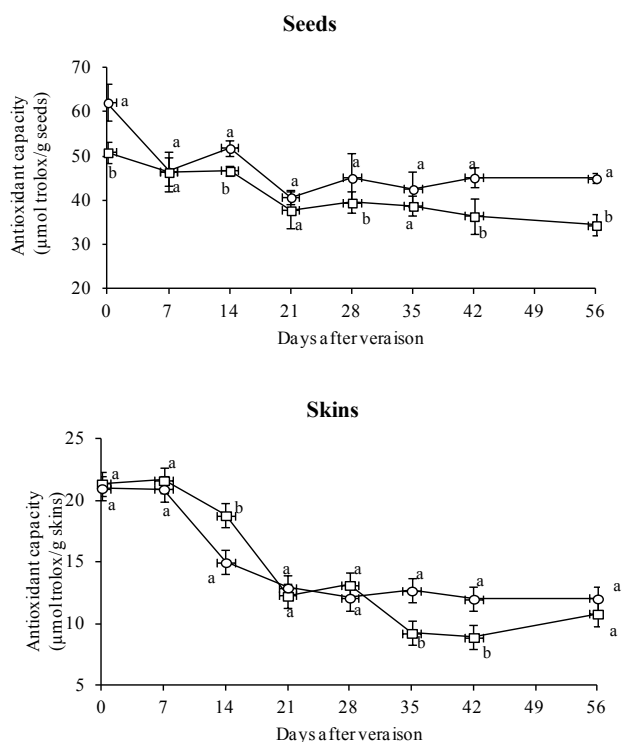 Seeds
Antioxidant capacity
(µmol trolox/g seeds)
70
60
50
40
30
20
a
b
a
a
a
b
a
a
a
b
a
a
a
b
a
b
0 7 14 21 28 35 42 49 56
Days after veraison
Skins
Antioxidant capacity
(µmol trolox/g skins)
25
20
15
10
5
a
a
a
a
b
a
a
a
a
a
a
b
a
b
a
a
0 7 14 21 28 35 42 49 56
Days after veraison